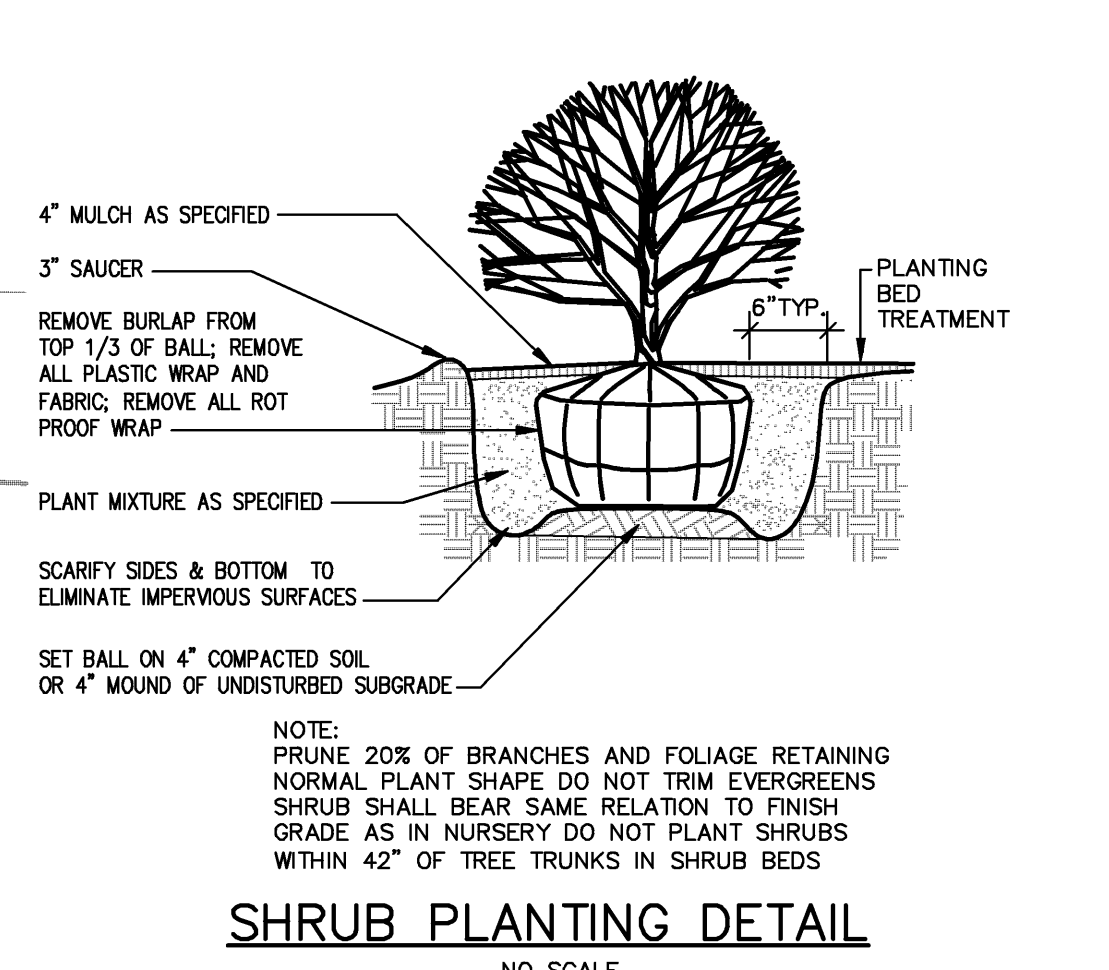 4" MULCH AS SPECIFIED
3" SAUCER
REMOVE BURLAP FROM
TOP 1/3 OF BALL; REMOVE
ALL PLASTIC WRAP AND
FABRIC; REMOVE ALL ROT
PROOF WRAP
PLANT MIXTURE AS SPECIFIED
SCARIFY SIDES & BOTTOM TO
ELIMINATE IMPERVIOUS SURFACES
SET BALL ON 4" COMPACTED SOIL
OR 4" MOUND OF UNDISTURBED SUBGRADE
6" TYP.
PLANTING
BED
TREATMENT
NOTE:
PRUNE 20% OF BRANCHES AND FOLIAGE RETAINING
NORMAL PLANT SHAPE DO NOT TRIM EVERGREENS
SHRUB SHALL BEAR SAME RELATION TO FINISH
GRADE AS IN NURSERY DO NOT PLANT SHRUBS
WITHIN 42" OF TREE TRUNKS IN SHRUB BEDS
SHRUB PLANTING DETAIL
NO SCALE